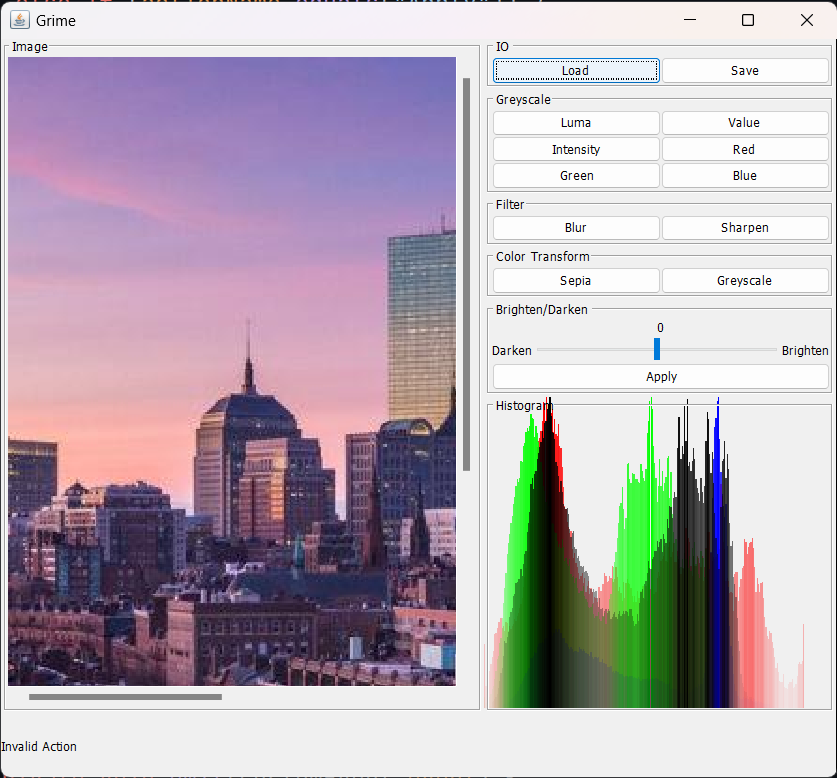 Grime
Image
IO
Load
Save
Greyscale
Luma
Value
Intensity
Red
Green
Blue
Filter
Blur
Sharpen
Color Transform
Sepia
Greyscale
Brighten/Darken
0
Darken
Brighten
Apply
Histogram
Invalid Action